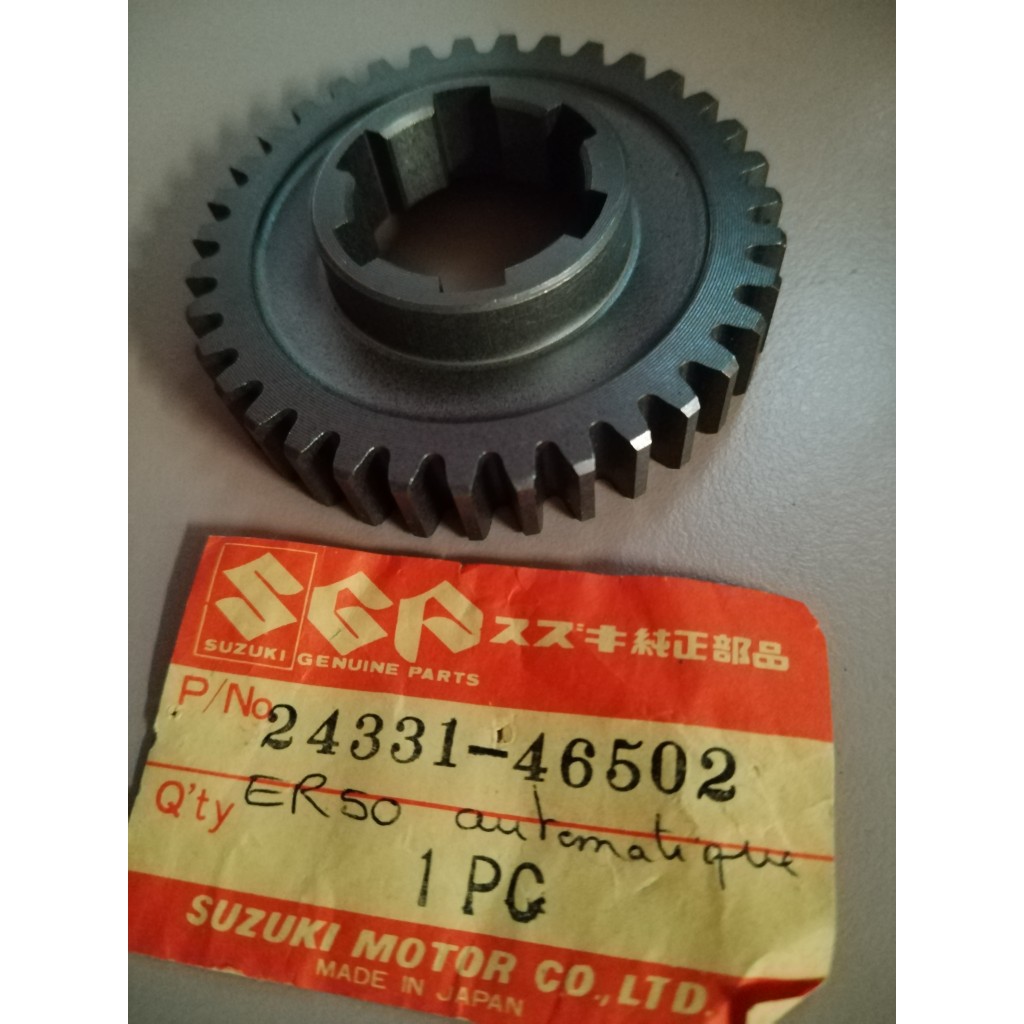 SGP スズキ純正部品
SUZUKI GENUINE PARTS
P/No. 24331-46502
ER50 automatique
Q'ty
1 PC
SUZUKI MOTOR CO., LTD.
MADE IN JAPAN